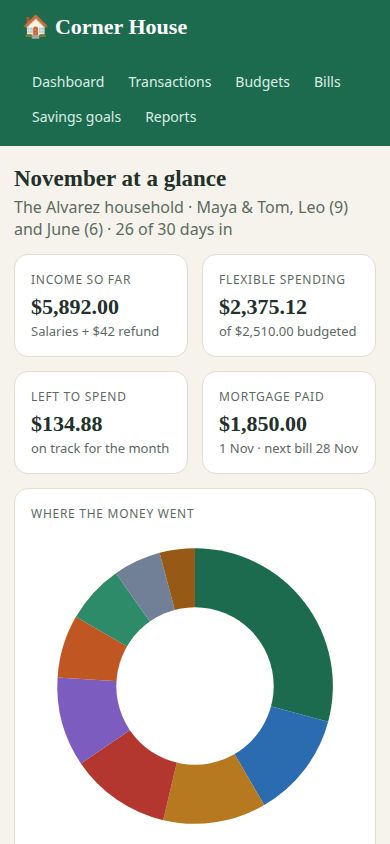 Corner House
Dashboard Transactions Budgets Bills
Savings goals Reports
November at a glance
The Alvarez household · Maya & Tom, Leo (9)
and June (6) · 26 of 30 days in
INCOME SO FAR
$5,892.00
Salaries + $42 refund
FLEXIBLE SPENDING
$2,375.12
of $2,510.00 budgeted
LEFT TO SPEND
$134.88
on track for the month
MORTGAGE PAID
$1,850.00
1 Nov · next bill 28 Nov
WHERE THE MONEY WENT